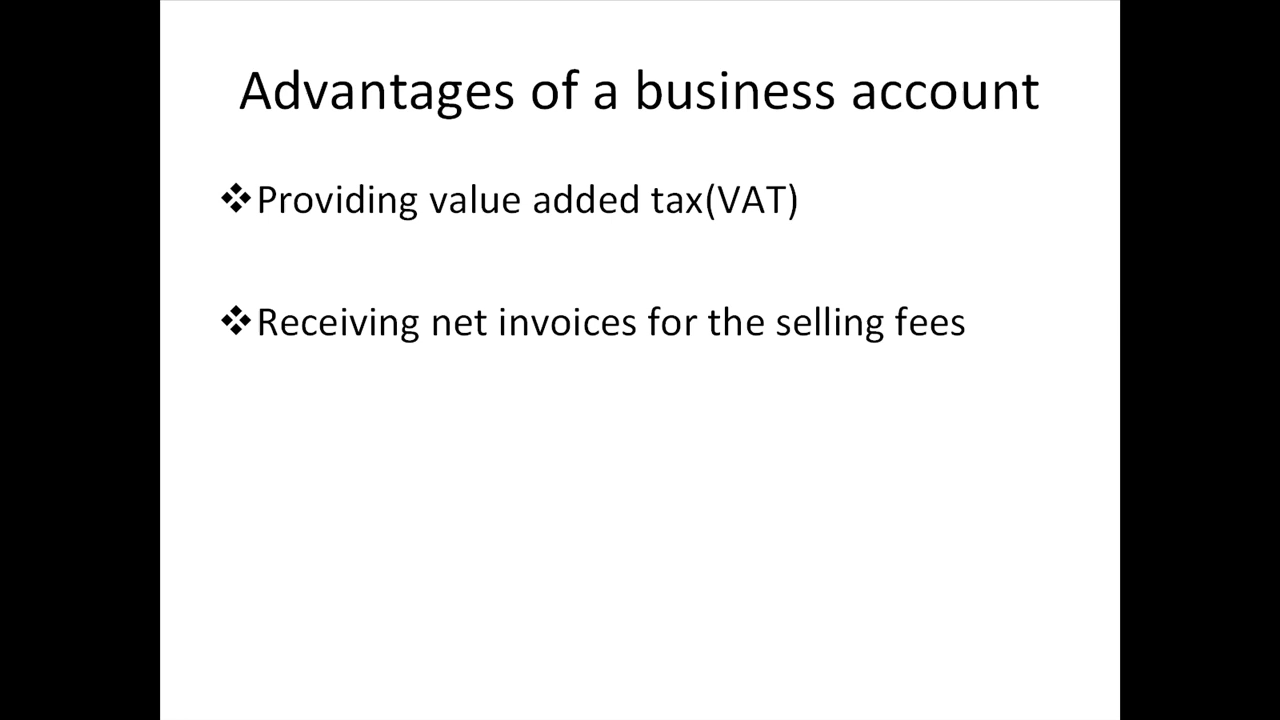 Advantages of a business account
❖Providing value added tax(VAT)
❖Receiving net invoices for the selling fees